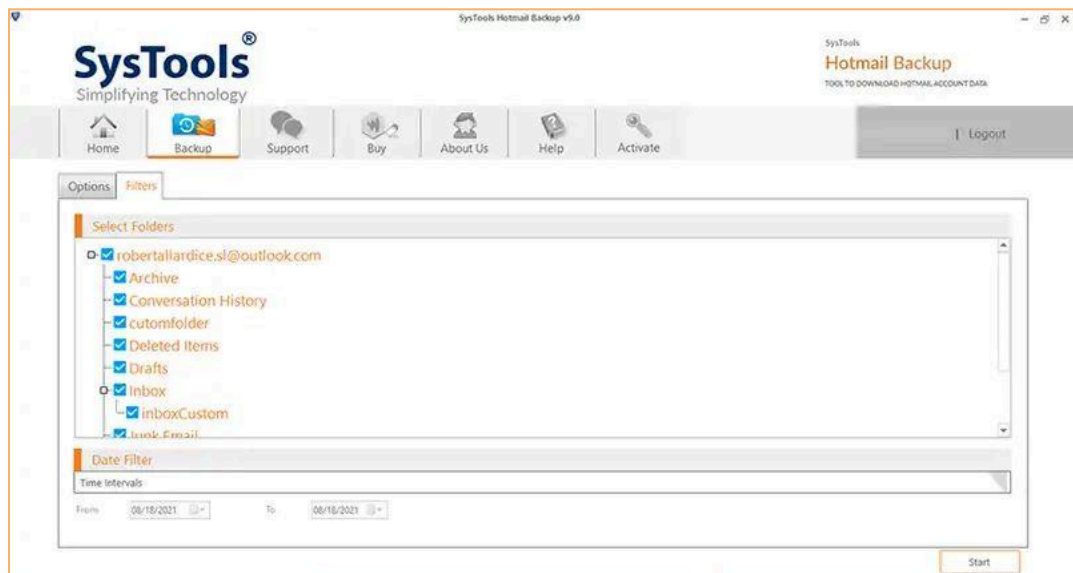 SysTools Hotmail Backup v9.0
SysTools®
Simplifying Technology
SysTools
Hotmail Backup
TOOL TO DOWNLOAD HOTMAIL ACCOUNT DATA
Home Backup Support Buy About Us Help Activate | Logout
Options Filters
Select Folders
robertallardice.sl@outlook.com
Archive
Conversation History
cutomfolder
Deleted Items
Drafts
Inbox
inboxCustom
Junk Email
Date Filter
Time Intervals
From 08/18/2021 To 08/18/2021
Start